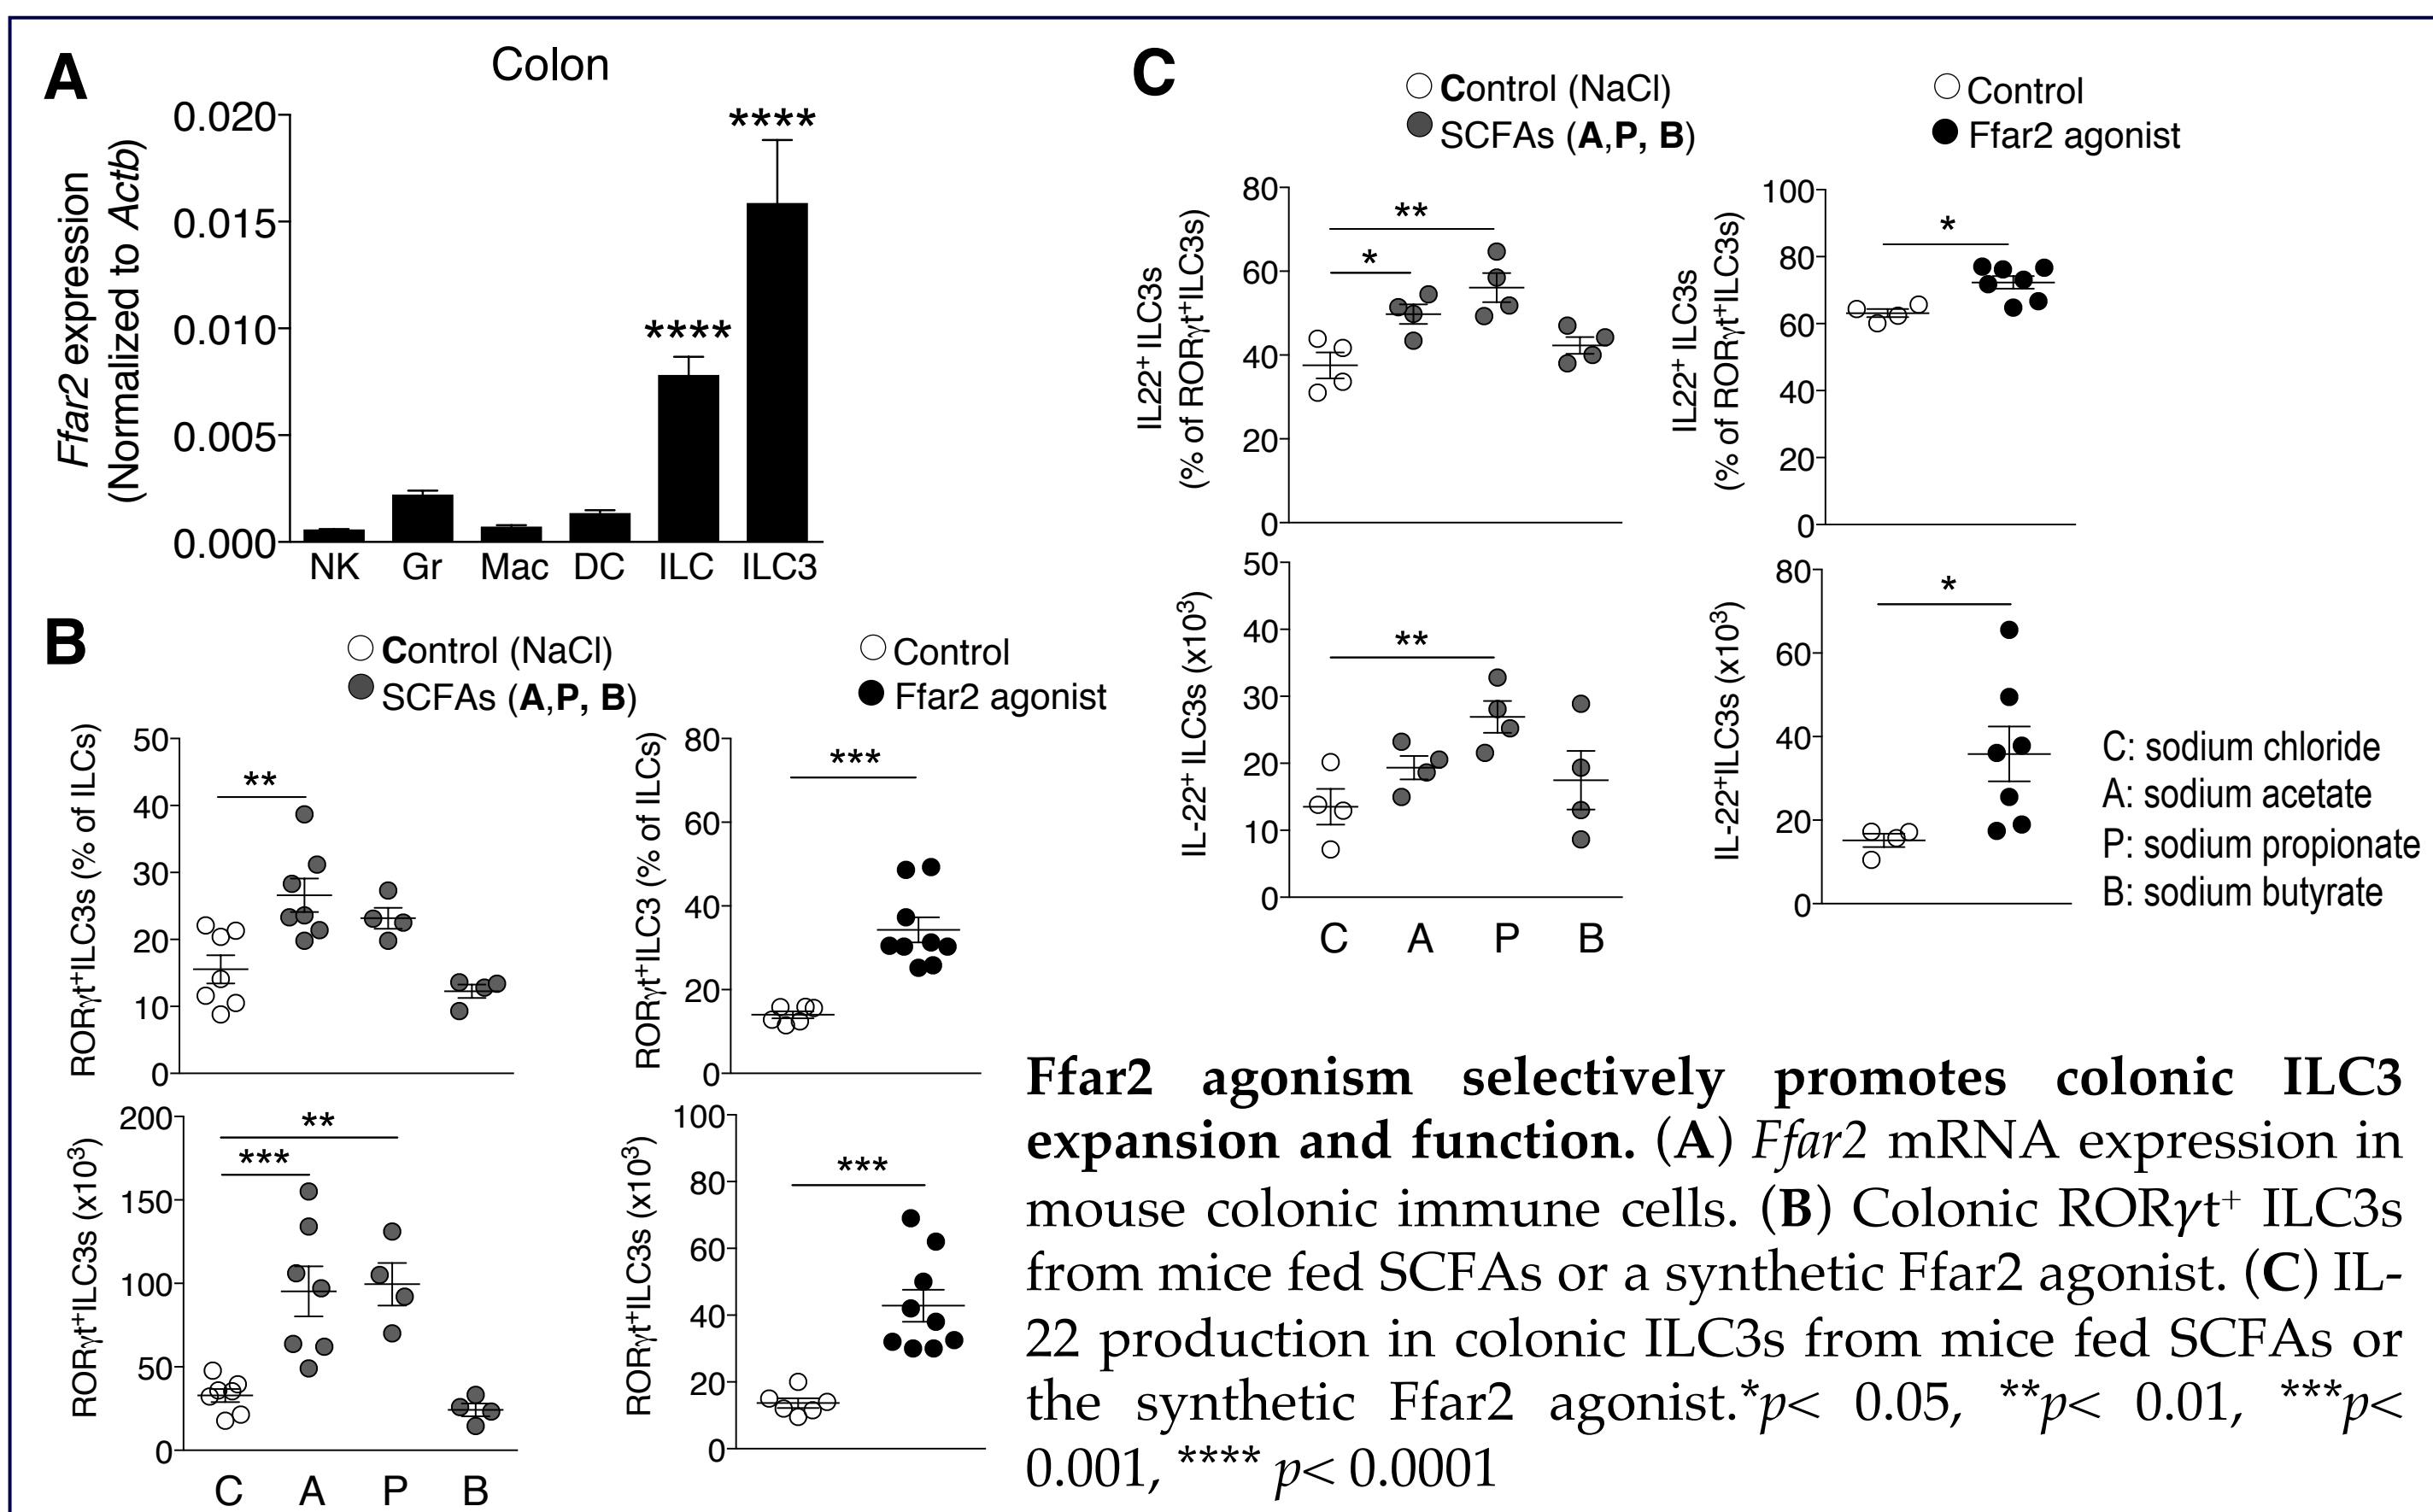 A
Colon
Ffar2 expression
(Normalized to Actb)
0.020
0.015
0.010
0.005
0.000
****
****
NK Gr Mac DC ILC ILC3
B
Control (NaCl)
SCFAs (A,P, B)
Control
Ffar2 agonist
RORγt⁺ILC3s (% of ILCs)
50
40
30
20
10
0
**
RORγt⁺ILC3 (% of ILCs)
80
60
40
20
0
***
RORγt⁺ILC3s (x10³)
200
150
100
50
0
**
***
C A P B
RORγt⁺ILC3s (x10³)
100
80
60
40
20
0
***
C
Control (NaCl)
SCFAs (A,P, B)
Control
Ffar2 agonist
IL22⁺ ILC3s
(% of RORγt⁺ILC3s)
80
60
40
20
0
**
*
IL22⁺ ILC3s
(% of RORγt⁺ILC3s)
100
80
60
40
20
0
*
IL-22⁺ ILC3s (x10³)
50
40
30
20
10
0
**
C A P B
IL-22⁺ILC3s (x10³)
80
60
40
20
0
*
C: sodium chloride
A: sodium acetate
P: sodium propionate
B: sodium butyrate
Ffar2 agonism selectively promotes colonic ILC3
expansion and function. (A) Ffar2 mRNA expression in
mouse colonic immune cells. (B) Colonic RORγt⁺ ILC3s
from mice fed SCFAs or a synthetic Ffar2 agonist. (C) IL-
22 production in colonic ILC3s from mice fed SCFAs or
the synthetic Ffar2 agonist.*p< 0.05, **p< 0.01, ***p<
0.001, **** p< 0.0001